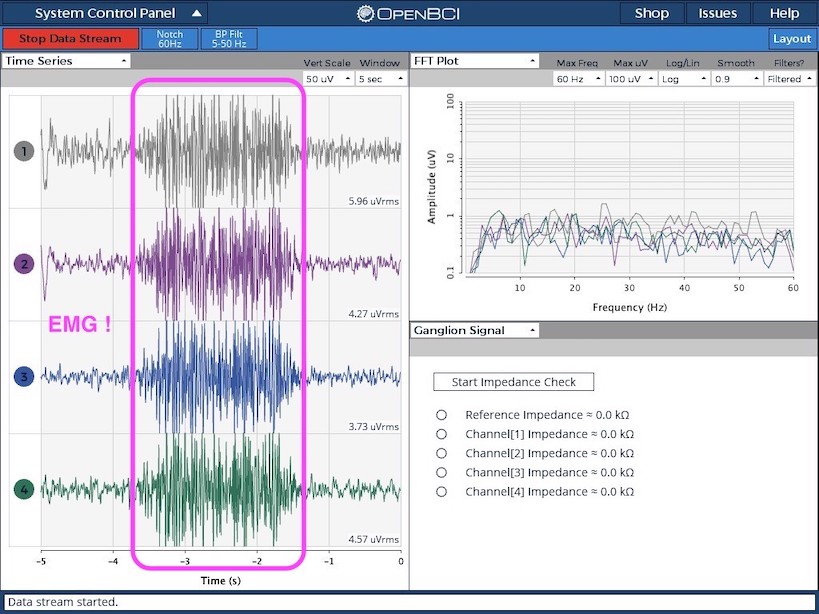 System Control Panel
OpenBCI
Shop Issues Help
Stop Data Stream
Notch
60Hz
BP Filt
5-50 Hz
Layout
Time Series
Vert Scale Window
50 uV 5 sec
1
5.96 uVrms
2
4.27 uVrms
EMG !
3
3.73 uVrms
4
4.57 uVrms
-5 -4 -3 -2 -1 0
Time (s)
FFT Plot
Max Freq Max uV Log/Lin Smooth Filters?
60 Hz 100 uV Log 0.9 Filtered
100
10
1
0.1
Amplitude (uV)
10 20 30 40 50 60
Frequency (Hz)
Ganglion Signal
Start Impedance Check
Reference Impedance ≈ 0.0 kΩ
Channel[1] Impedance ≈ 0.0 kΩ
Channel[2] Impedance ≈ 0.0 kΩ
Channel[3] Impedance ≈ 0.0 kΩ
Channel[4] Impedance ≈ 0.0 kΩ
Data stream started.